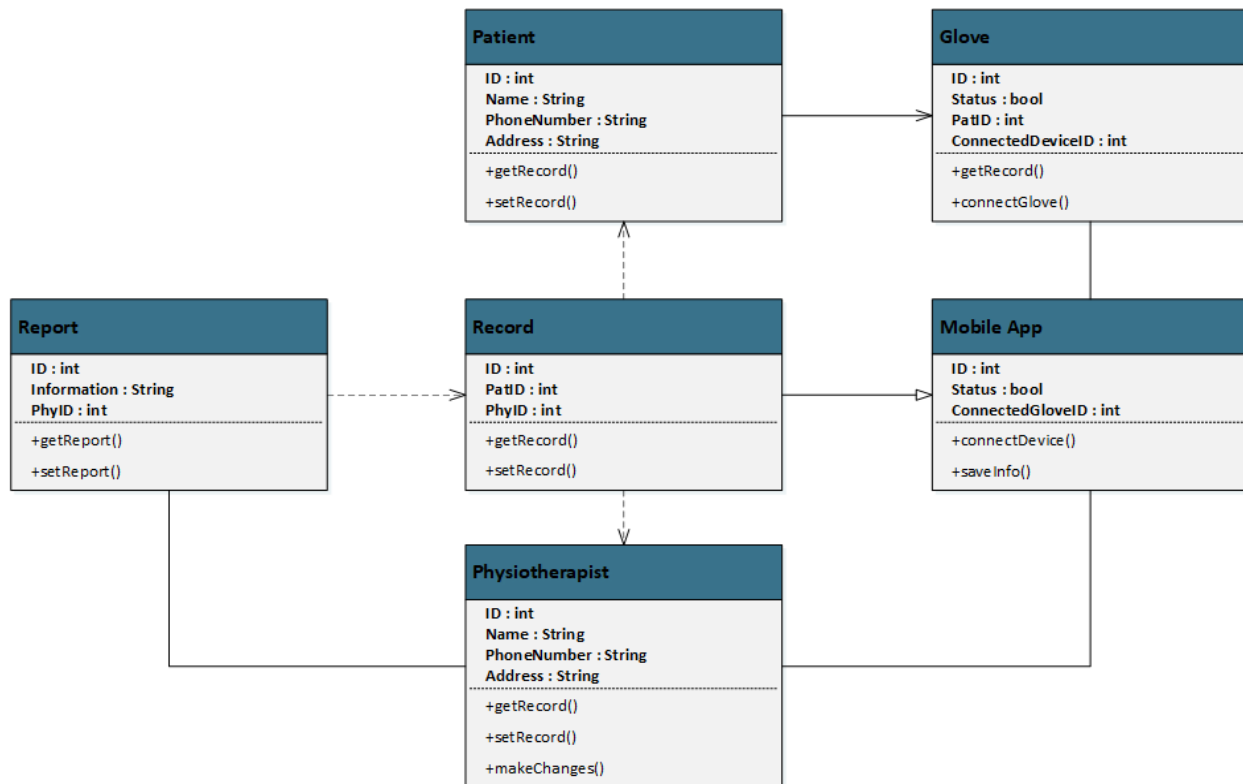 Patient
ID : int
Name : String
PhoneNumber : String
Address : String
+getRecord()
+setRecord()
Glove
ID : int
Status : bool
PatID : int
ConnectedDeviceID : int
+getRecord()
+connectGlove()
Report
ID : int
Information : String
PhyID : int
+getReport()
+setReport()
Record
ID : int
PatID : int
PhyID : int
+getRecord()
+setRecord()
Mobile App
ID : int
Status : bool
ConnectedGloveID : int
+connectDevice()
+saveInfo()
Physiotherapist
ID : int
Name : String
PhoneNumber : String
Address : String
+getRecord()
+setRecord()
+makeChanges()